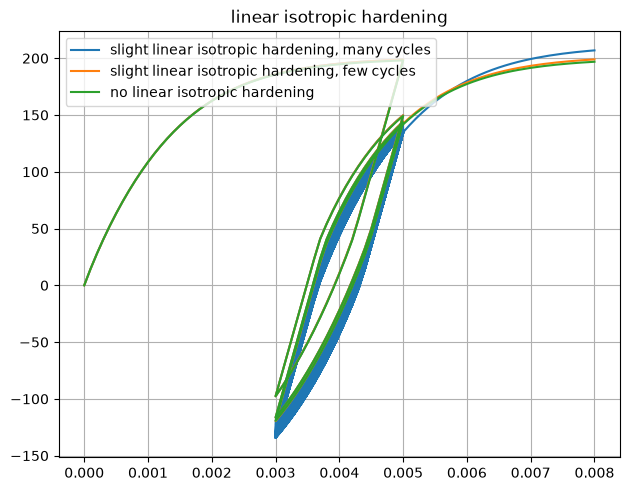 linear isotropic hardening
slight linear isotropic hardening, many cycles
slight linear isotropic hardening, few cycles
no linear isotropic hardening
200
150
100
50
0
−50
−100
−150
0.000 0.001 0.002 0.003 0.004 0.005 0.006 0.007 0.008